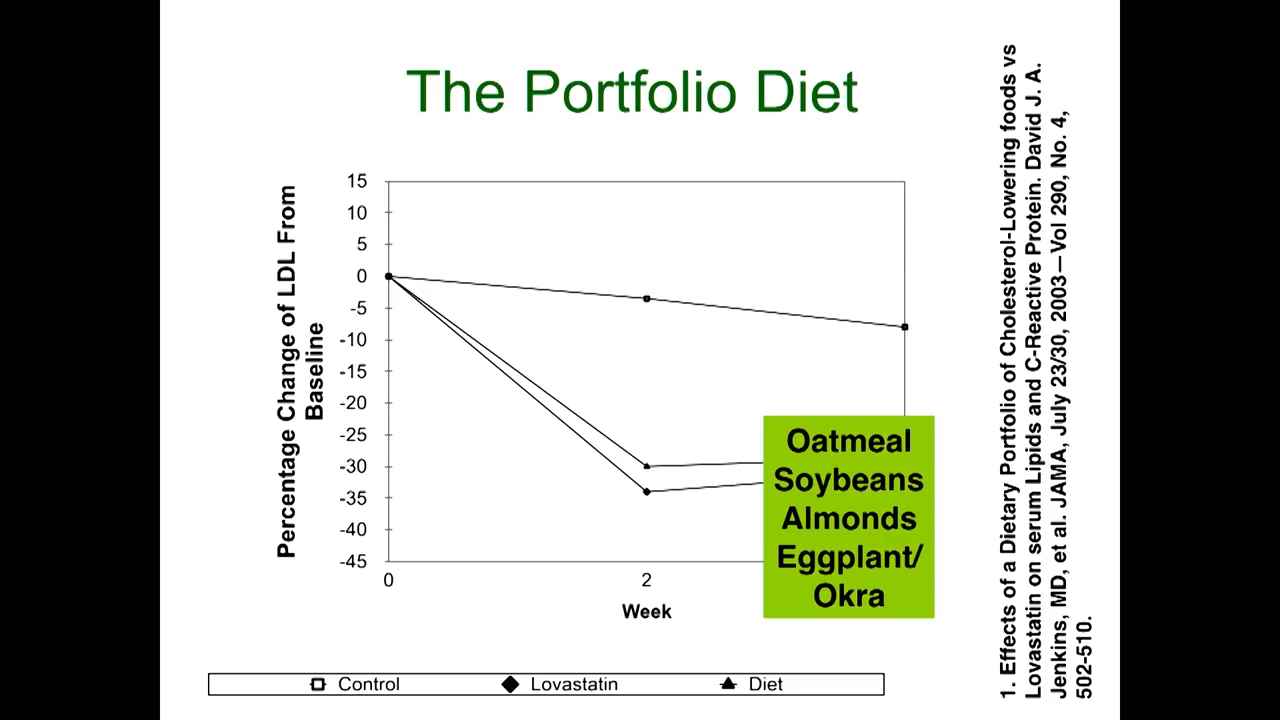 The Portfolio Diet
Percentage Change of LDL From
Baseline
15
10
5
0
-5
-10
-15
-20
-25
-30
-35
-40
-45
0
2
Week
Oatmeal
Soybeans
Almonds
Eggplant/
Okra
Control
Lovastatin
Diet
1. Effects of a Dietary Portfolio of Cholesterol-Lowering foods vs
Lovastatin on serum Lipids and C-Reactive Protein. David J. A.
Jenkins, MD, et al. JAMA, July 23/30, 2003—Vol 290, No. 4,
502-510.